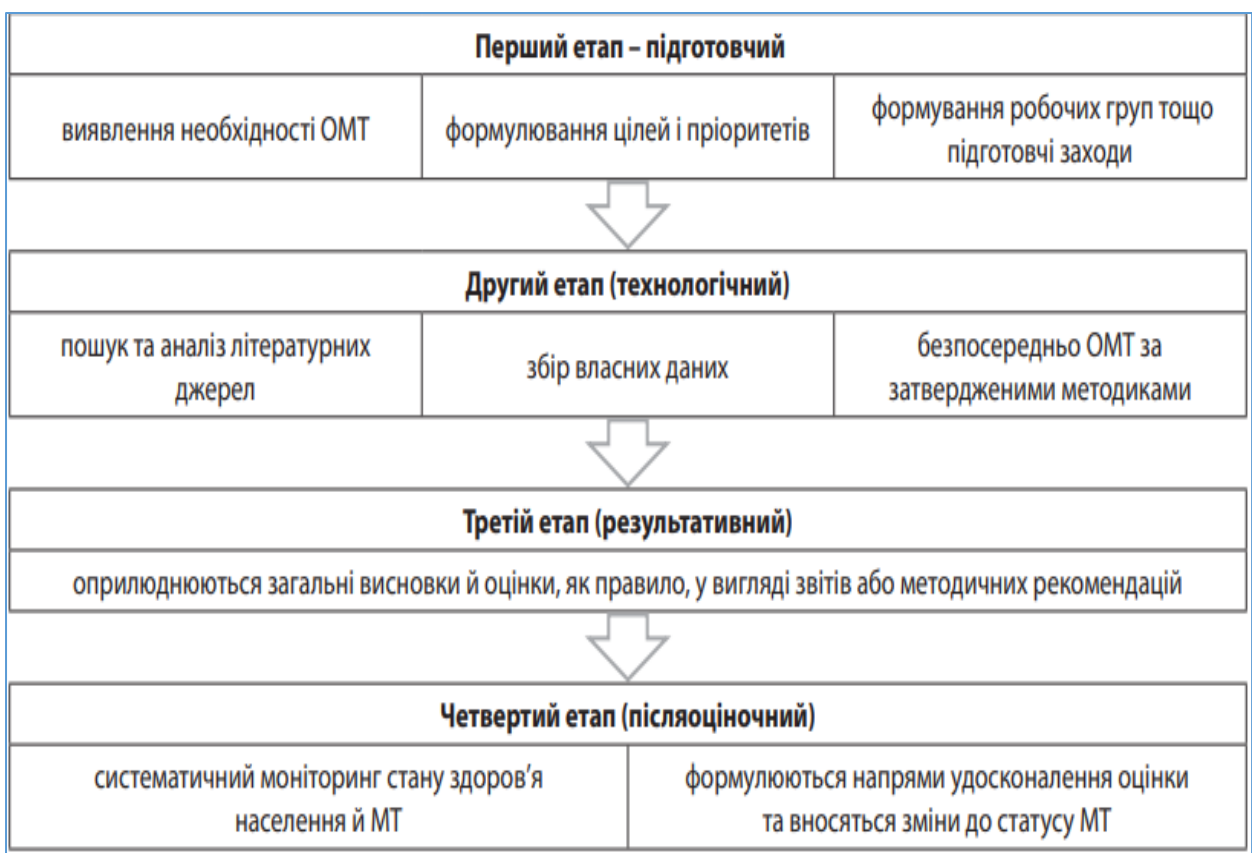 Перший етап – підготовчий
виявлення необхідності ОМТ
формулювання цілей і пріоритетів
формування робочих груп тощо
підготовчі заходи
Другий етап (технологічний)
пошук та аналіз літературних
джерел
збір власних даних
безпосередньо ОМТ за
затвердженими методиками
Третій етап (результативний)
оприлюднюються загальні висновки й оцінки, як правило, у вигляді звітів або методичних рекомендацій
Четвертий етап (післяоціночний)
систематичний моніторинг стану здоров’я
населення й МТ
формулюються напрями удосконалення оцінки
та вносяться зміни до статусу МТ